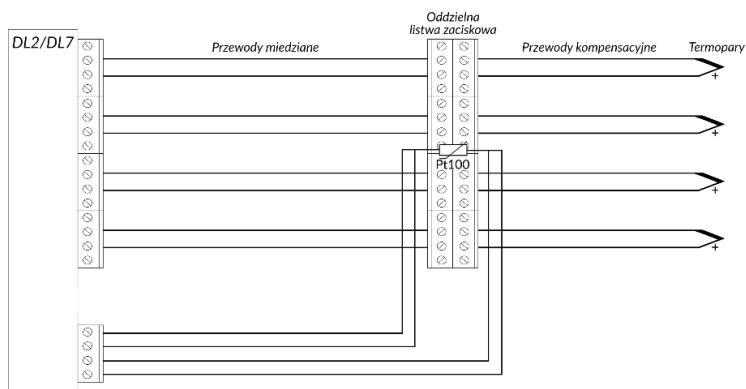 Oddzielna
listwa zaciskowa
DL2/DL7
Przewody miedziane
Przewody kompensacyjne
Termopary
+
+
Pt100
+
+